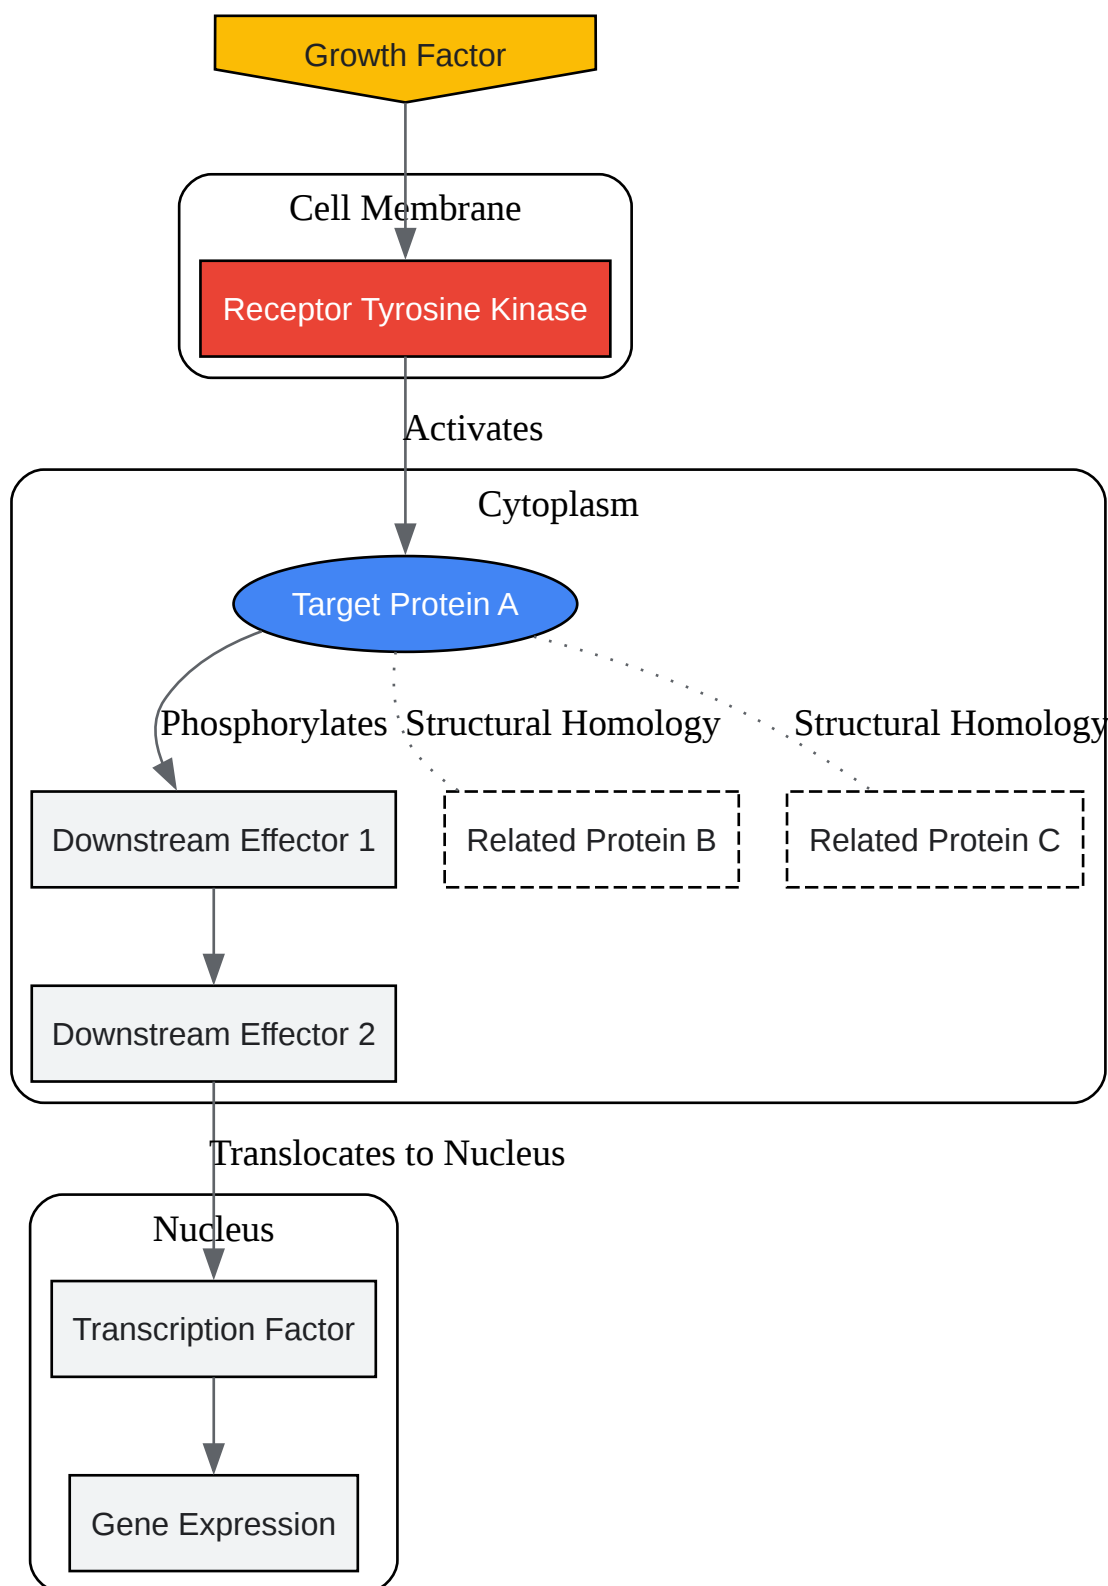 Growth Factor
Cell Membrane
Receptor Tyrosine Kinase
Activates
Cytoplasm
Target Protein A
Phosphorylates
Structural Homology
Structural Homology
Downstream Effector 1
Related Protein B
Related Protein C
Downstream Effector 2
Translocates to Nucleus
Nucleus
Transcription Factor
Gene Expression